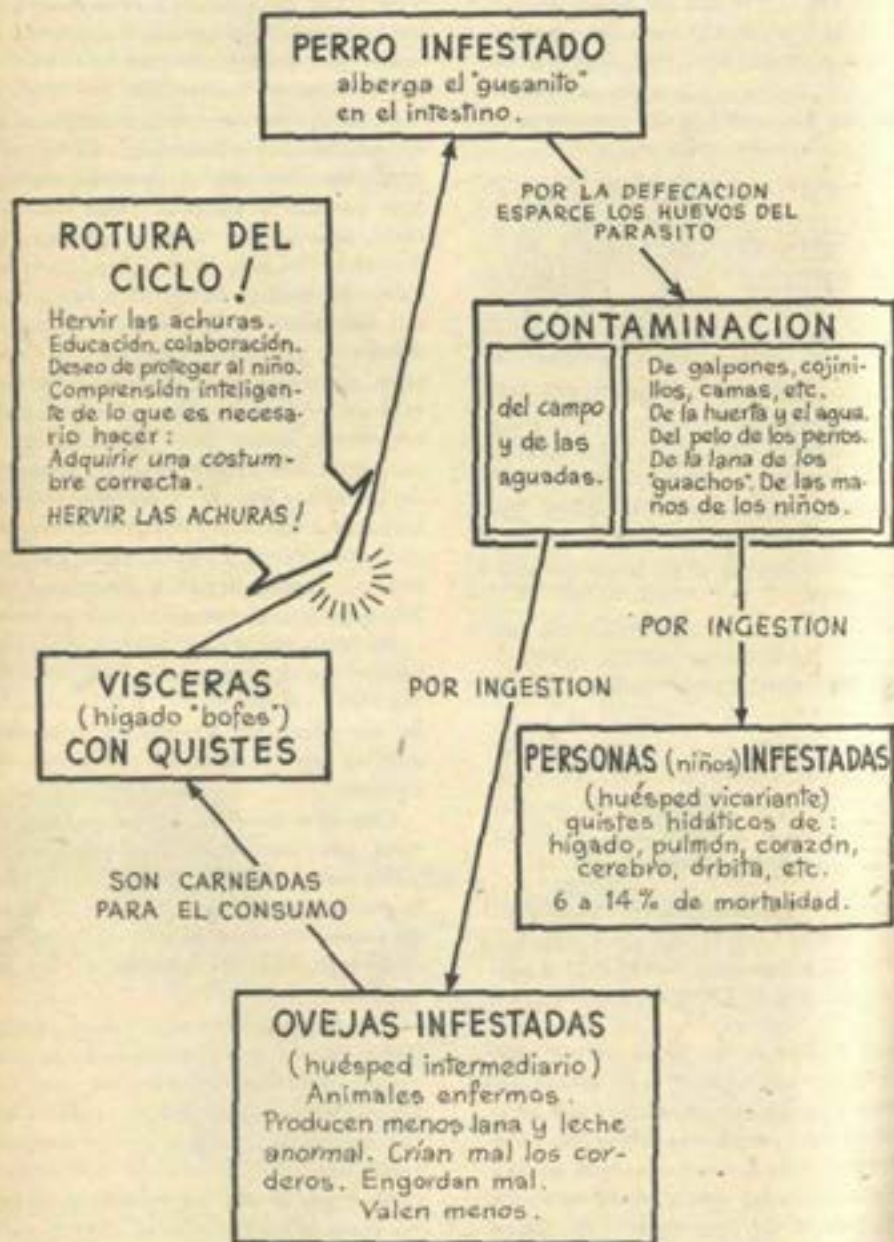 PERRO INFESTADO
alberga el "gusanito"
en el intestino.
POR LA DEFECACION
ESPARCE LOS HUEVOS DEL
PARASITO
ROTURA DEL
CICLO!
Hervir las achuras.
Educación, colaboración.
Deseo de proteger al niño.
Comprensión inteligen-
te de lo que es necesa-
rio hacer:
Adquirir una costum-
bre correcta.
HERVIR LAS ACHURAS!
CONTAMINACION
del campo
y de las
aguadas.
De galpones, cojini-
llos, camas, etc.
De la huerta y el agua.
Del pelo de los perros.
De la lana de los
"guachos". De las ma-
nos de los niños.
POR INGESTION
POR INGESTION
VISCERAS
(hígado "bofes")
CON QUISTES
PERSONAS (niños) INFESTADAS
(huésped vicariante)
quistes hidáticos de:
hígado, pulmón, corazón,
cerebro, órbita, etc.
6 a 14% de mortalidad.
SON CARNEADAS
PARA EL CONSUMO
OVEJAS INFESTADAS
(huésped intermediario)
Animales enfermos.
Producen menos lana y leche
anormal. Crían mal los cor-
deros. Engordan mal.
Valen menos.